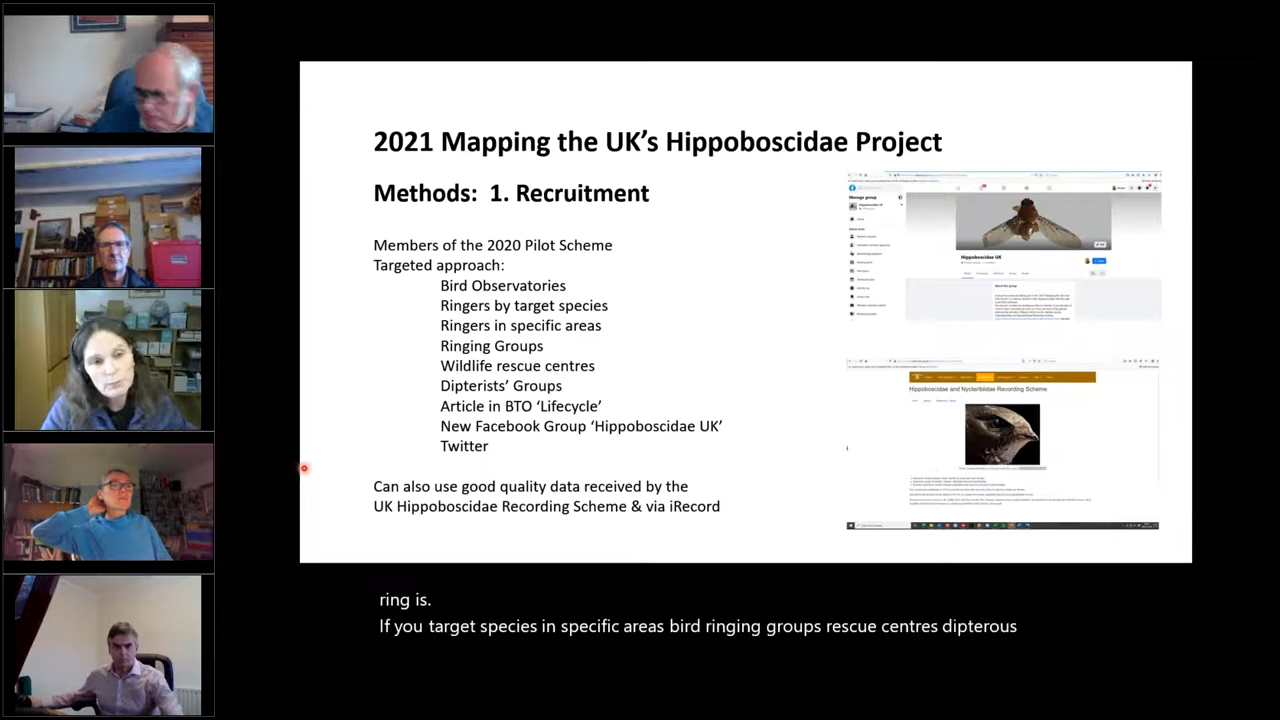 2021 Mapping the UK's Hippoboscidae Project
Methods: 1. Recruitment
Members of the 2020 Pilot Scheme
Targeted approach:
Bird Observatories
Ringers by target species
Ringers in specific areas
Ringing Groups
Wildlife rescue centres
Dipterists' Groups
Article in BTO 'Lifecycle'
New Facebook Group 'Hippoboscidae UK'
Twitter
Can also use good quality data received by the
UK Hippoboscidae Recording Scheme & via iRecord
Manage group
Hippoboscidae UK
Hippoboscidae and Nycteribiidae Recording Scheme
ring is.
If you target species in specific areas bird ringing groups rescue centres dipterous